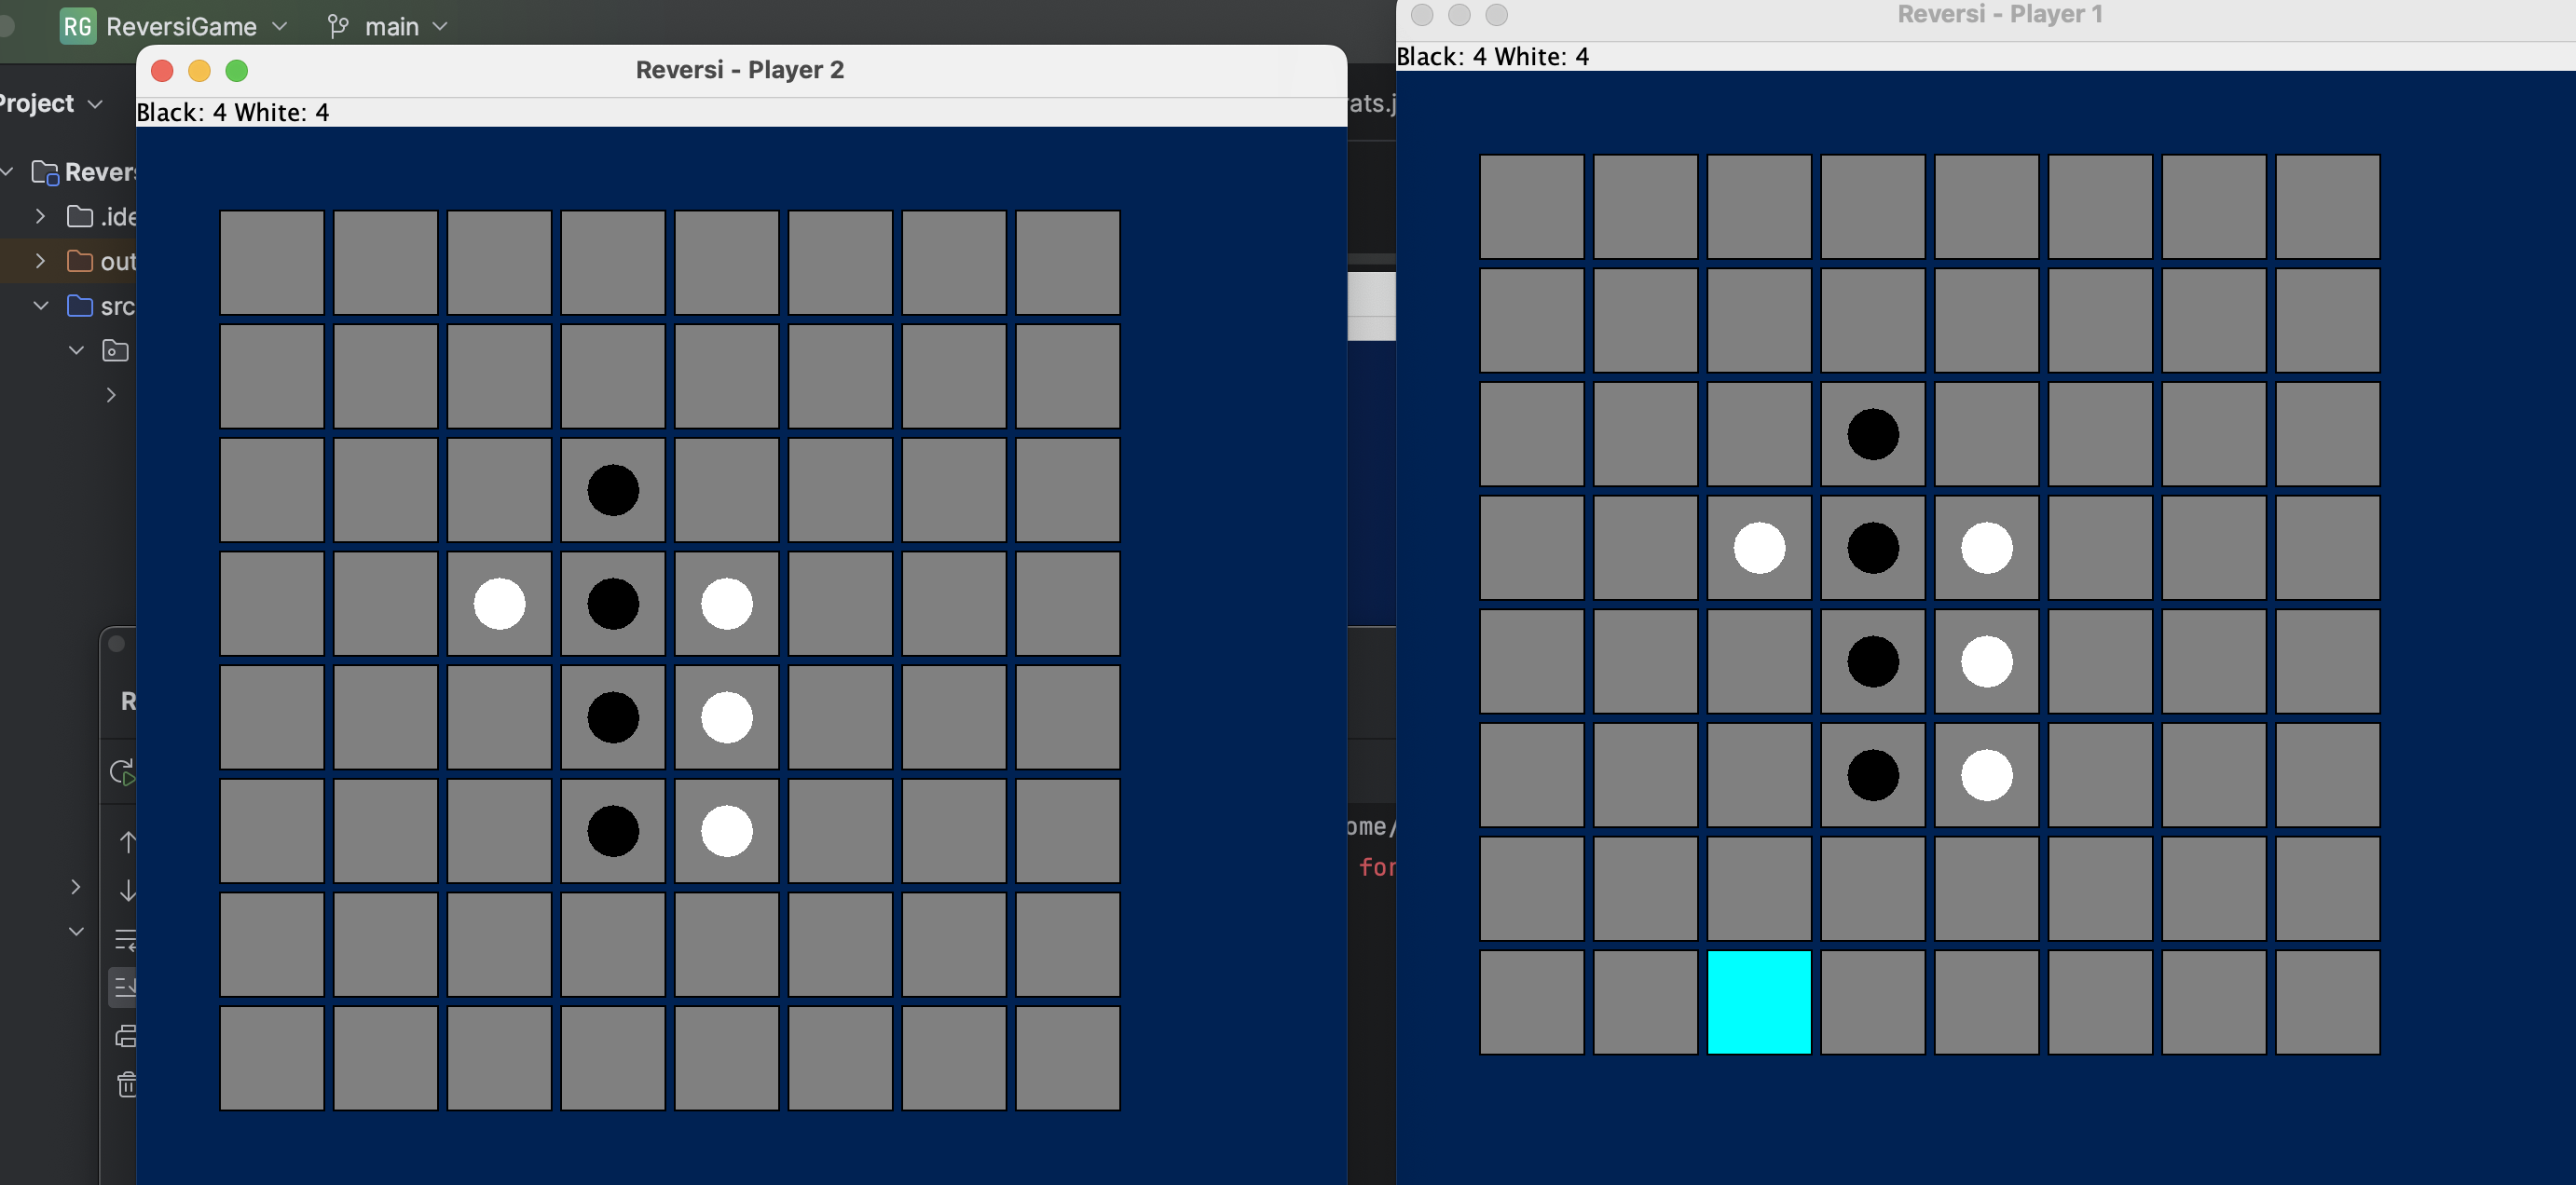 RG ReversiGame main
Reversi - Player 1
Black: 4 White: 4
Reversi - Player 2
Black: 4 White: 4
Project
ats.j
Revers
.ide
out
src
R
ome/
for